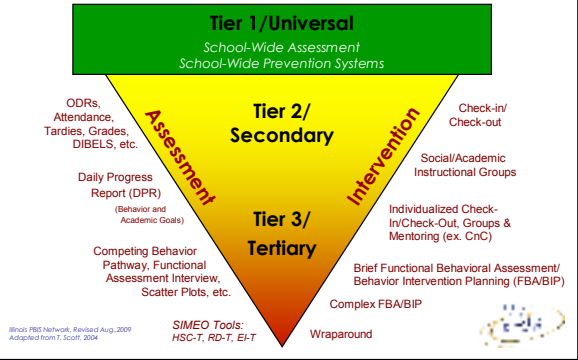 Tier 1/Universal
School-Wide Assessment
School-Wide Prevention Systems
ODRs,
Attendance,
Tardies, Grades,
DIBELS, etc.
Daily Progress
Report (DPR)
(Behavior and
Academic Goals)
Competing Behavior
Pathway, Functional
Assessment Interview,
Scatter Plots, etc.
SIMEO Tools:
HSC-T, RD-T, EI-T
Assessment
Tier 2/
Secondary
Tier 3/
Tertiary
Intervention
Check-in/
Check-out
Social/Academic
Instructional Groups
Individualized Check-
In/Check-Out, Groups &
Mentoring (ex. CnC)
Brief Functional Behavioral Assessment/
Behavior Intervention Planning (FBA/BIP)
Complex FBA/BIP
Wraparound
Illinois PBIS Network, Revised Aug.,2009
Adapted from T. Scott, 2004